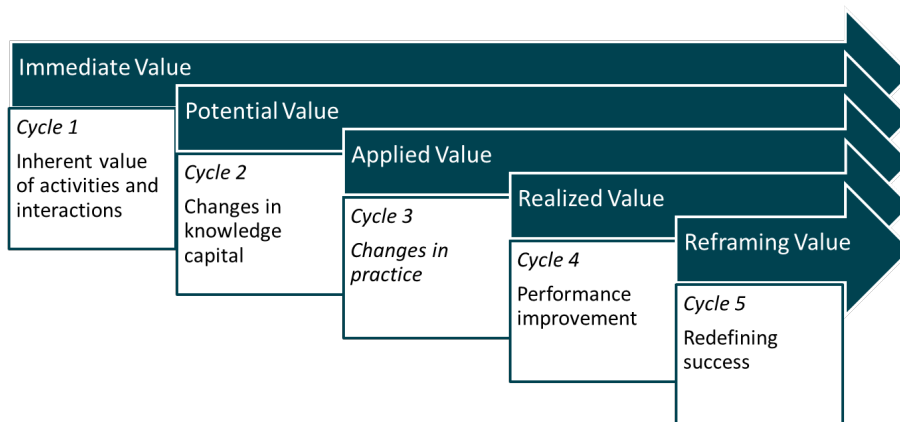 Immediate Value
Cycle 1
Inherent value
of activities and
interactions
Potential Value
Cycle 2
Changes in
knowledge
capital
Applied Value
Cycle 3
Changes in
practice
Realized Value
Cycle 4
Performance
improvement
Reframing Value
Cycle 5
Redefining
success